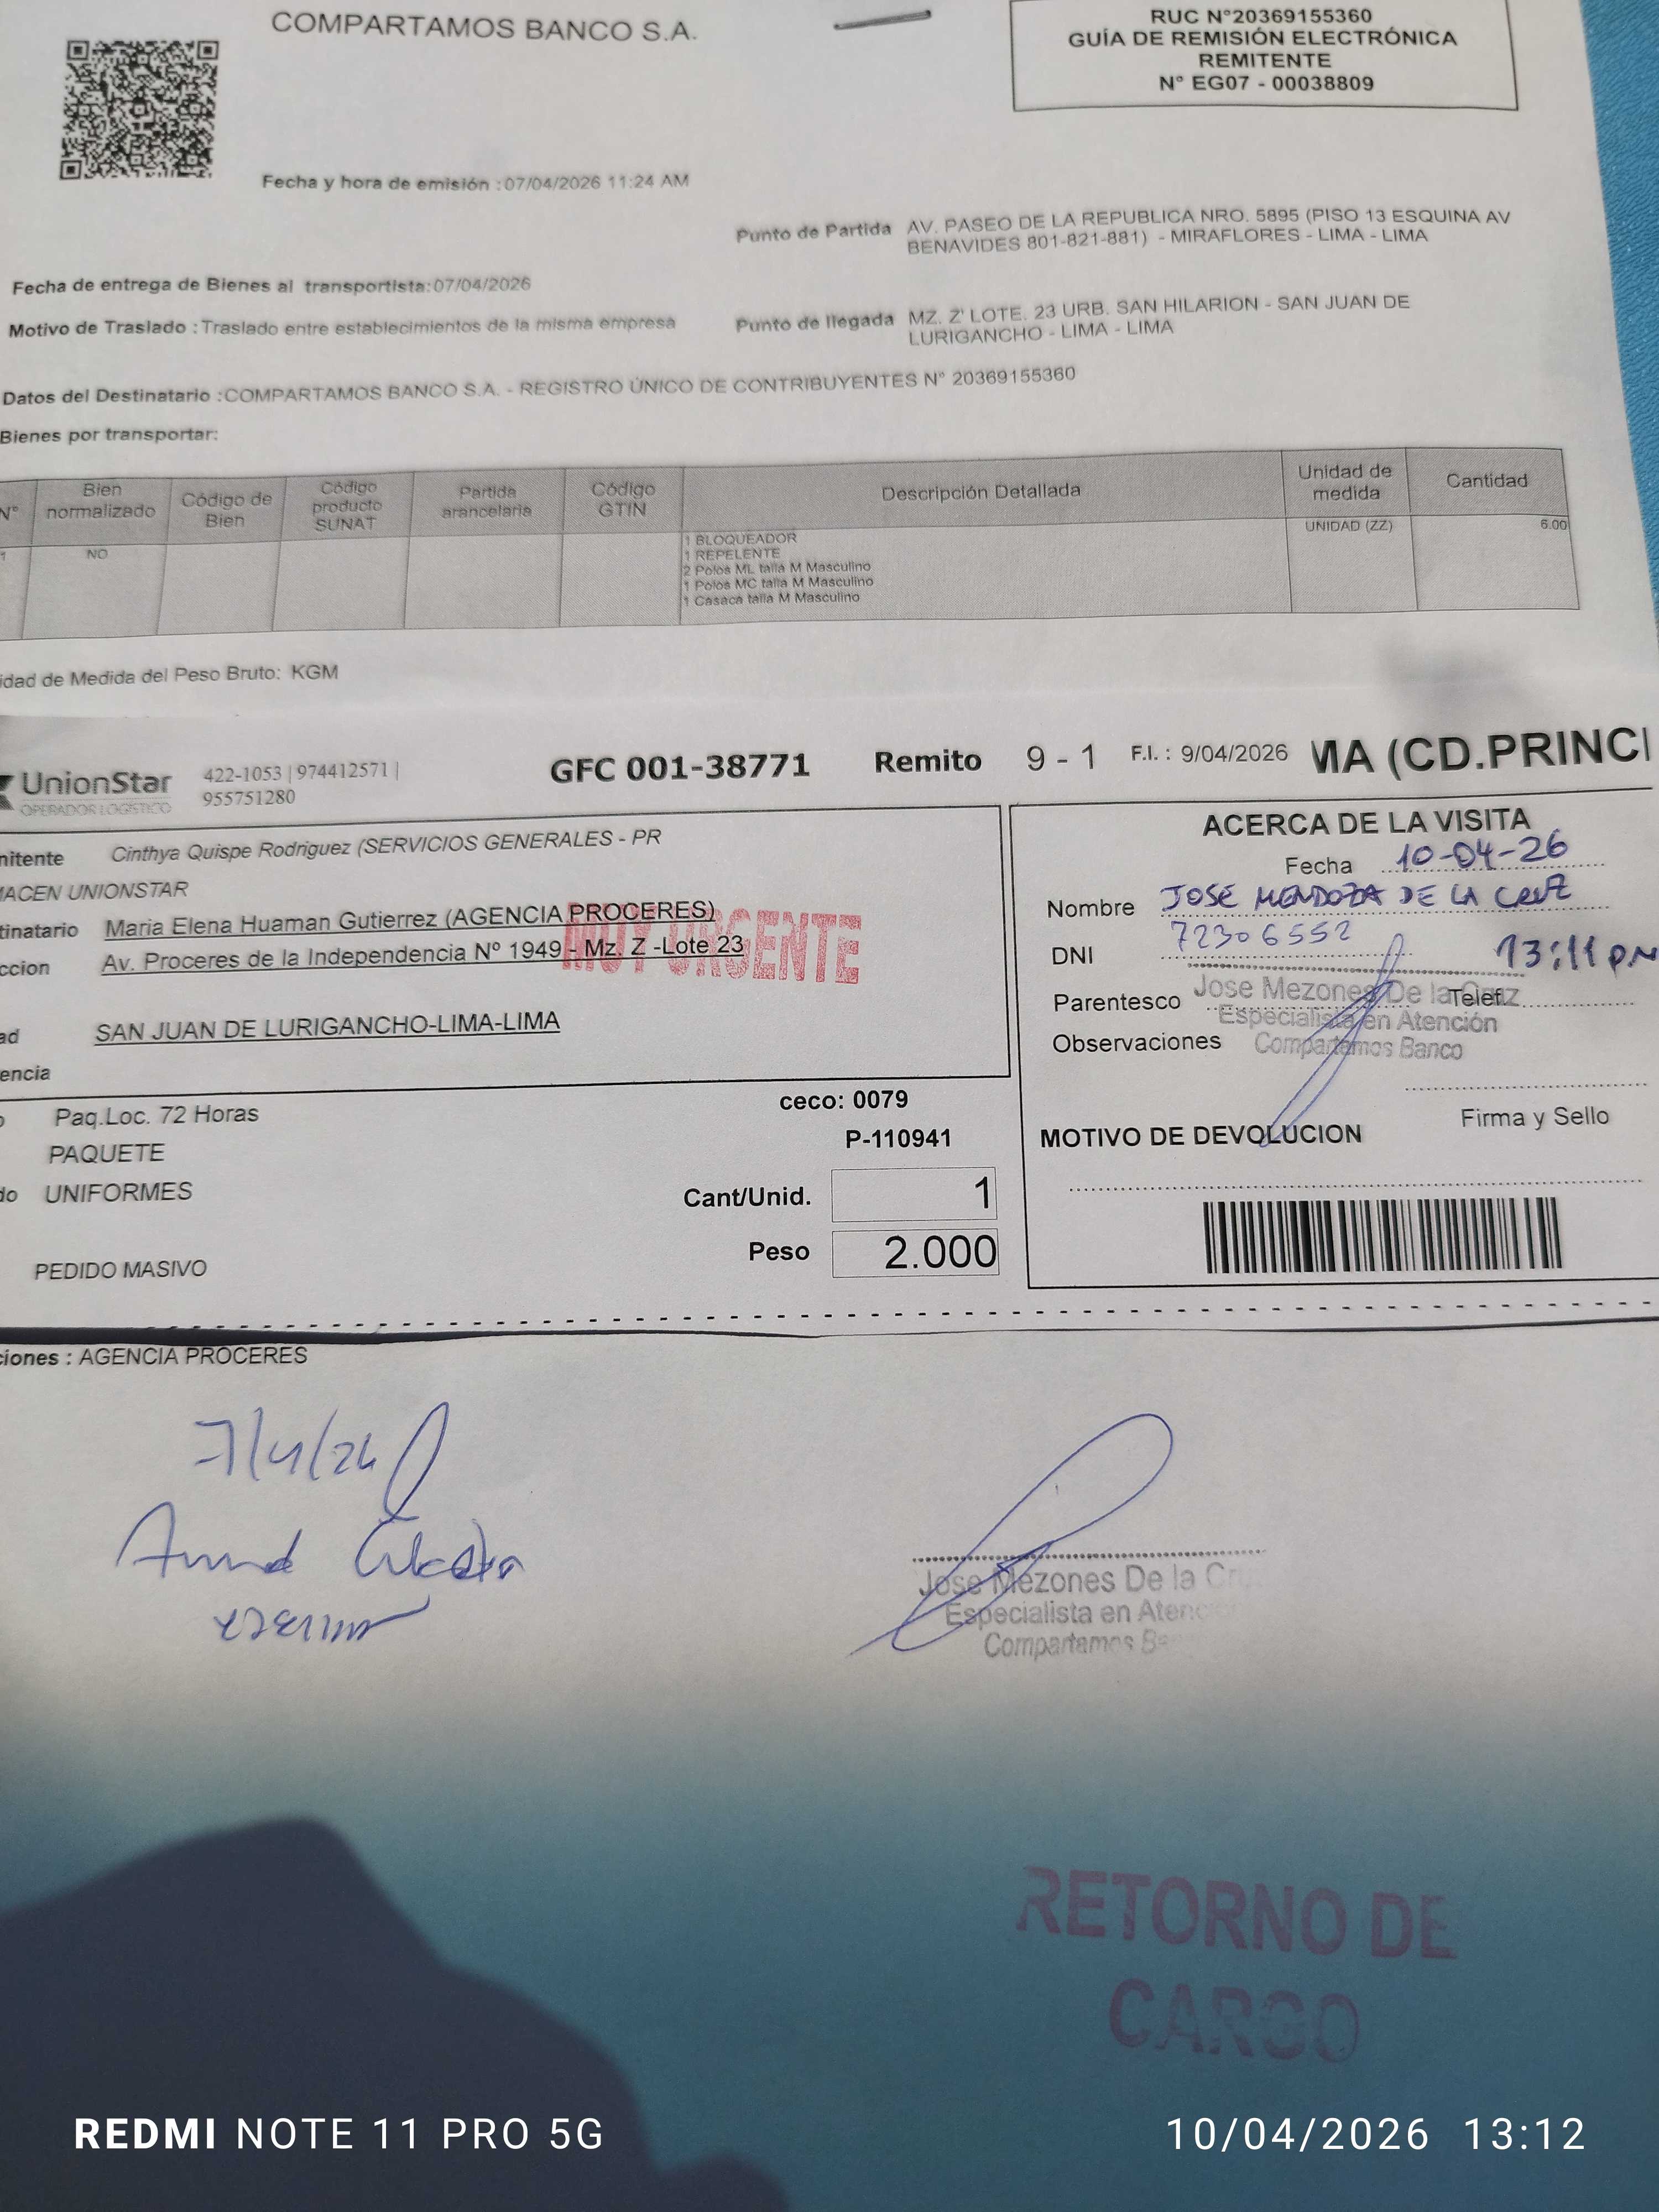 COMPARTAMOS BANCO S.A.
RUC N°20369155360
GUÍA DE REMISIÓN ELECTRÓNICA
REMITENTE
N° EG07 - 00038809
Fecha y hora de emisión : 07/04/2026 11:24 AM
Punto de Partida AV. PASEO DE LA REPUBLICA NRO. 5895 (PISO 13 ESQUINA AV
BENAVIDES 801-821-881) - MIRAFLORES - LIMA - LIMA
Fecha de entrega de Bienes al transportista:07/04/2026
Motivo de Traslado : Traslado entre establecimientos de la misma empresa
Punto de llegada MZ. Z' LOTE. 23 URB. SAN HILARION - SAN JUAN DE
LURIGANCHO - LIMA - LIMA
Datos del Destinatario :COMPARTAMOS BANCO S.A. - REGISTRO ÚNICO DE CONTRIBUYENTES N° 20369155360
Bienes por transportar:
N° Bien normalizado Código de Bien Código producto SUNAT Partida arancelaria Código GTIN Descripción Detallada Unidad de medida Cantidad
1 NO 1 BLOQUEADOR UNIDAD (ZZ) 6.00
1 REPELENTE
2 Polos ML talla M Masculino
1 Polos MC talla M Masculino
1 Casaca talla M Masculino
idad de Medida del Peso Bruto: KGM
UnionStar
OPERADOR LOGÍSTICO
422-1053 | 974412571 |
955751280
GFC 001-38771 Remito 9 - 1 F.I. : 9/04/2026 MA (CD.PRINCI
nitente Cinthya Quispe Rodriguez (SERVICIOS GENERALES - PR
MACEN UNIONSTAR
tinatario Maria Elena Huaman Gutierrez (AGENCIA PROCERES)
ccion Av. Proceres de la Independencia Nº 1949 - Mz. Z -Lote 23
MUY URGENTE
ad SAN JUAN DE LURIGANCHO-LIMA-LIMA
encia
ACERCA DE LA VISITA
Fecha 10-04-26
Nombre JOSE MENDOZA DE LA CRUZ
DNI 72306552 13:11 PM
Parentesco Telef.
Jose Mezones De la Cruz
Especialista en Atención
Compartamos Banco
Observaciones
Firma y Sello
MOTIVO DE DEVOLUCION
o Paq.Loc. 72 Horas
ceco: 0079
PAQUETE
P-110941
do UNIFORMES
Cant/Unid. 1
Peso 2.000
PEDIDO MASIVO
ciones : AGENCIA PROCERES
7/4/26
Jose Mezones De la Cru
Especialista en Atenc
Compartamos Ba
RETORNO DE
CARGO
REDMI NOTE 11 PRO 5G
10/04/2026 13:12